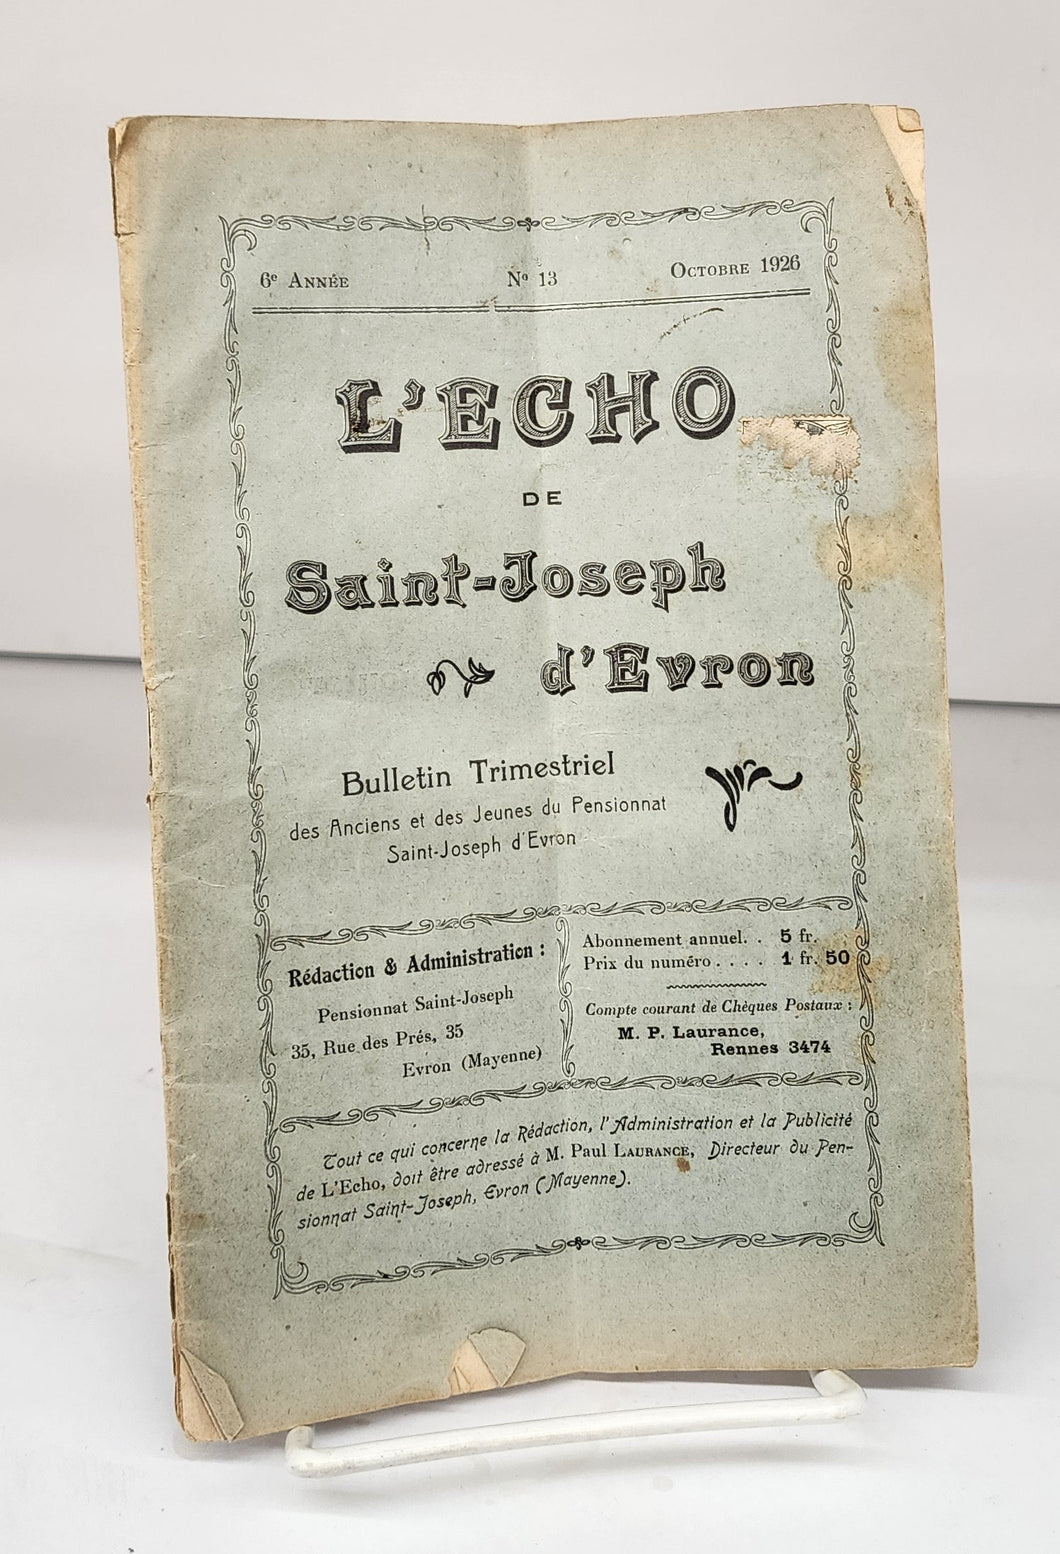 6e Année No 13 Octobre 1926
L'ECHO
DE
Saint-Joseph
d'Evron
Bulletin Trimestriel
des Anciens et des Jeunes du Pensionnat
Saint-Joseph d'Evron
Rédaction & Administration :
Pensionnat Saint-Joseph
35, Rue des Prés, 35
Evron (Mayenne)
Abonnement annuel. . 5 fr.
Prix du numéro . . . . 1 fr. 50
Compte courant de Chèques Postaux :
M. P. Laurance,
Rennes 3474
Tout ce qui concerne la Rédaction, l'Administration et la Publicité
de L'Echo, doit être adressé à M. Paul Laurance, Directeur du Pen-
sionnat Saint-Joseph, Evron (Mayenne).